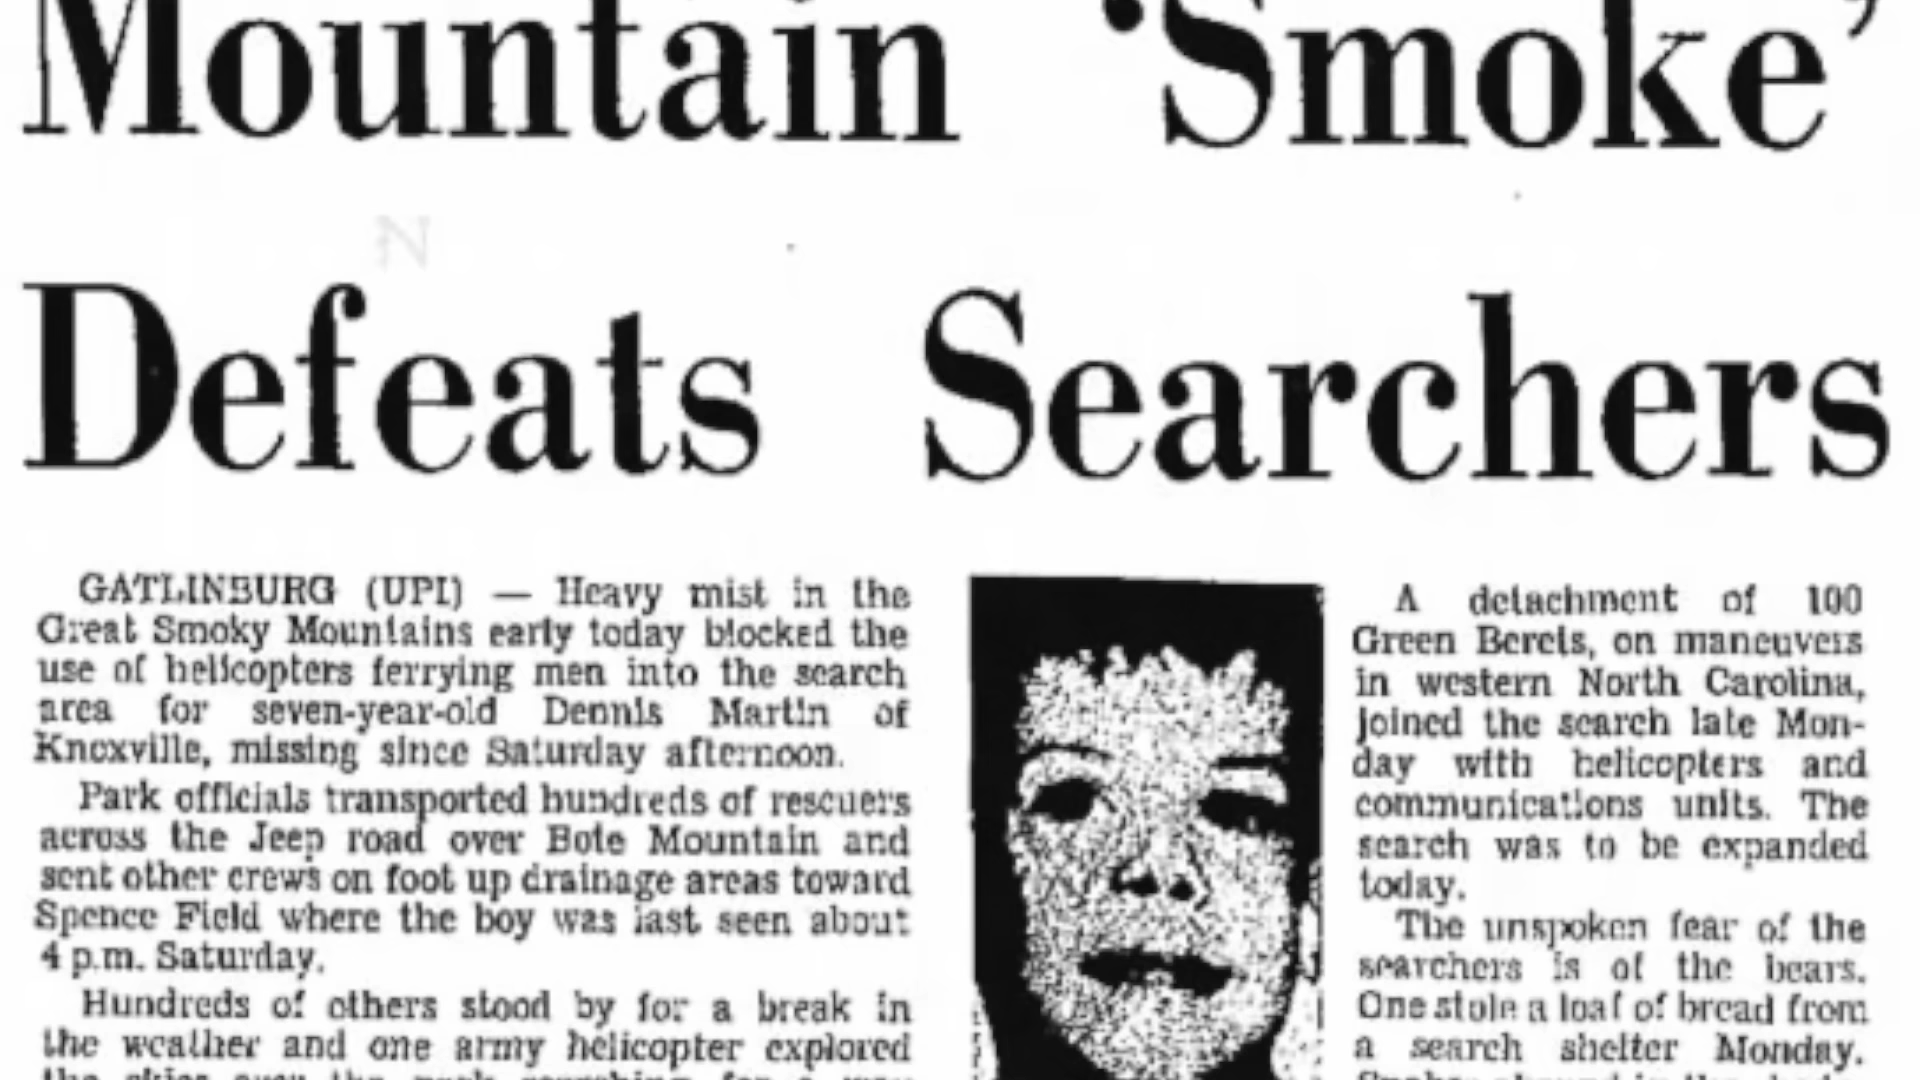 Mountain 'Smoke'
Defeats Searchers
GATLINBURG (UPI) — Heavy mist in the
Great Smoky Mountains early today blocked the
use of helicopters ferrying men into the search
area for seven-year-old Dennis Martin of
Knoxville, missing since Saturday afternoon.
Park officials transported hundreds of rescuers
across the Jeep road over Bote Mountain and
sent other crews on foot up drainage areas toward
Spence Field where the boy was last seen about
4 p.m. Saturday.
Hundreds of others stood by for a break in
the weather and one army helicopter explored
the skies over the park searching for a way
A detachment of 100
Green Berets, on maneuvers
in western North Carolina,
joined the search late Mon-
day with helicopters and
communications units. The
search was to be expanded
today.
The unspoken fear of the
searchers is of the bears.
One stole a loaf of bread from
a search shelter Monday.